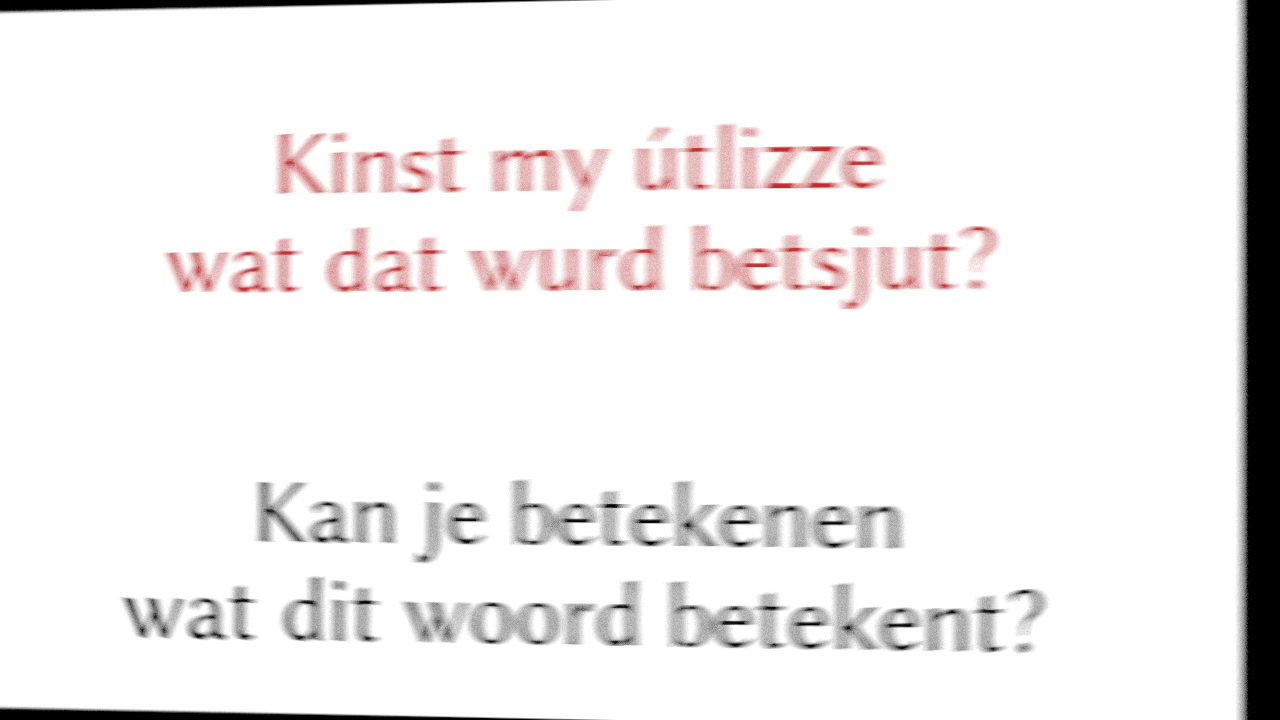 Kinst my útlizze
wat dat wurd betsjut?
Kan je betekenen
wat dit woord betekent?